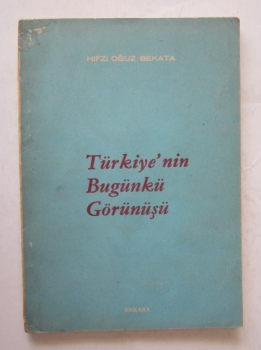 HIFZI OĞUZ BEKATA
Türkiye'nin
Bugünkü
Görünüşü
ANKARA